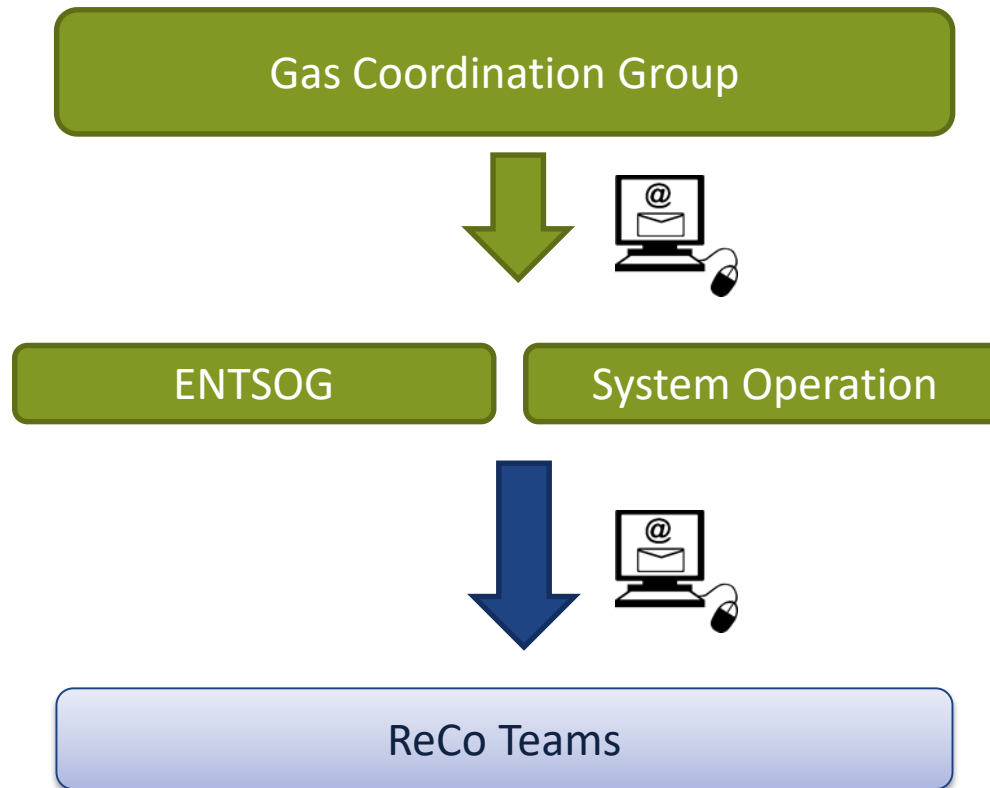 Gas Coordination Group
@
ENTSOG
System Operation
@
ReCo Teams